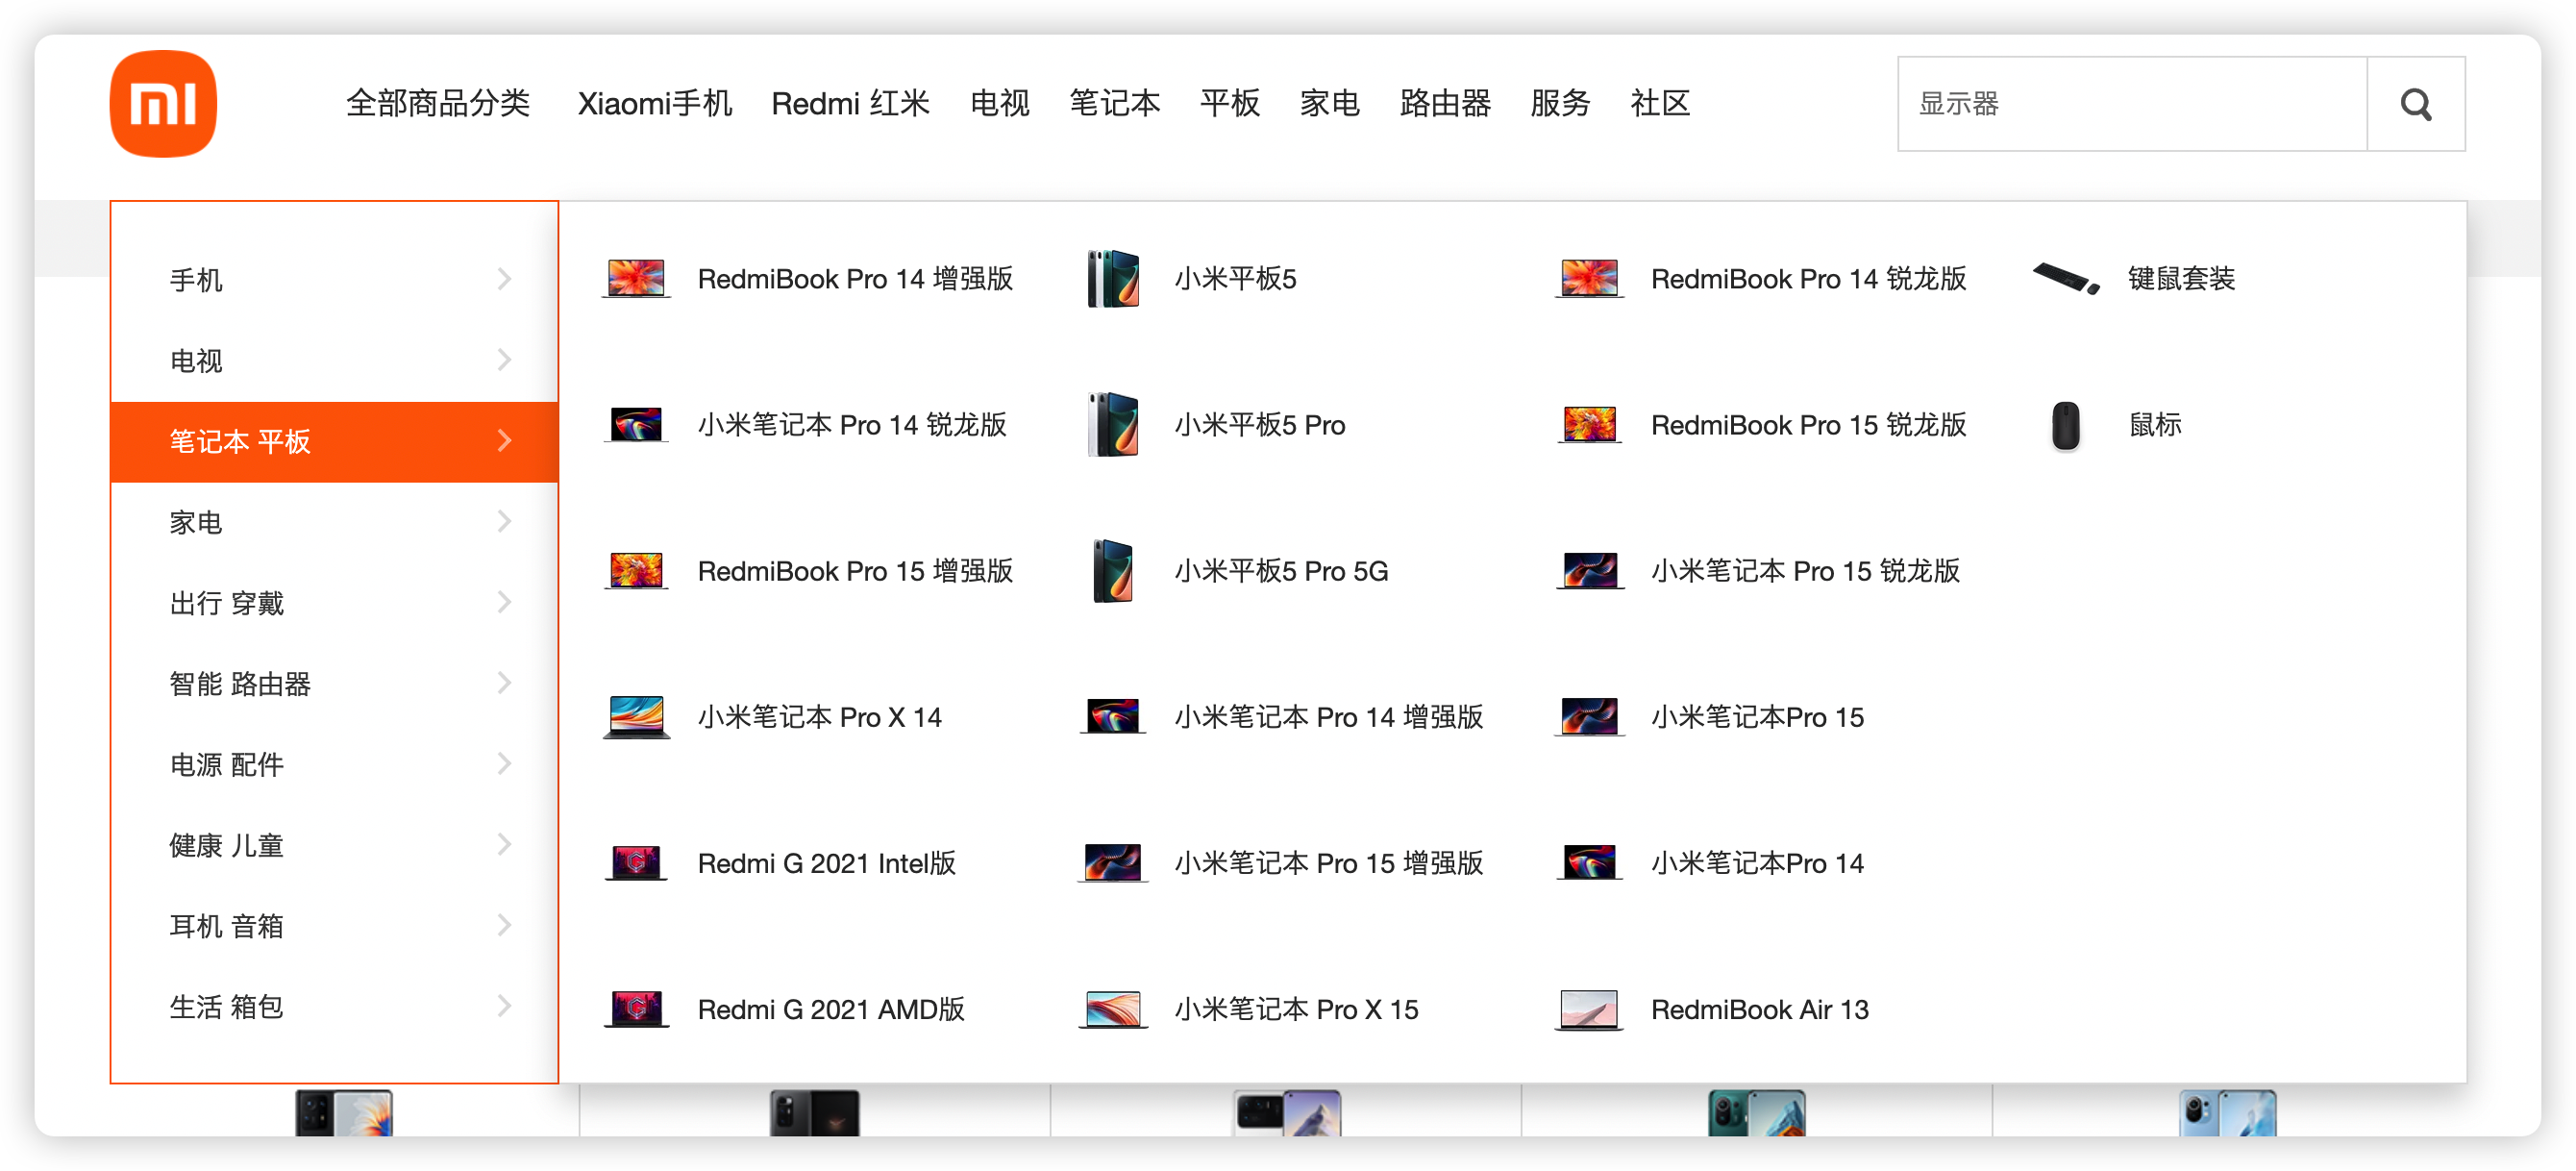 mi
全部商品分类 Xiaomi手机 Redmi 红米 电视 笔记本 平板 家电 路由器 服务 社区
显示器
手机
电视
笔记本 平板
家电
出行 穿戴
智能 路由器
电源 配件
健康 儿童
耳机 音箱
生活 箱包
RedmiBook Pro 14 增强版
小米笔记本 Pro 14 锐龙版
RedmiBook Pro 15 增强版
小米笔记本 Pro X 14
Redmi G 2021 Intel版
Redmi G 2021 AMD版
小米平板5
小米平板5 Pro
小米平板5 Pro 5G
小米笔记本 Pro 14 增强版
小米笔记本 Pro 15 增强版
小米笔记本 Pro X 15
RedmiBook Pro 14 锐龙版
RedmiBook Pro 15 锐龙版
小米笔记本 Pro 15 锐龙版
小米笔记本Pro 15
小米笔记本Pro 14
RedmiBook Air 13
键鼠套装
鼠标